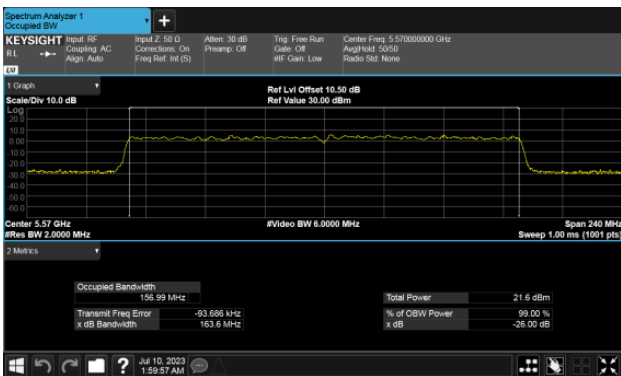 Spectrum Analyzer 1
Occupied BW
KEYSIGHT Input: RF Input Z: 50 Ω Atten: 30 dB Trig: Free Run Center Freq: 5.570000000 GHz
RL Coupling: AC Corrections: On Preamp: Off Gate: Off Avg|Hold: 50/50
Align: Auto Freq Ref: Int (S) #IF Gain: Low Radio Std: None
LXI
1 Graph Ref Lvl Offset 10.50 dB
Scale/Div 10.0 dB Ref Value 30.00 dBm
Log
20.0
10.0
0.00
-10.0
-20.0
-30.0
-40.0
-50.0
-60.0
Center 5.57 GHz #Video BW 6.0000 MHz Span 240 MHz
#Res BW 2.0000 MHz Sweep 1.00 ms (1001 pts)
2 Metrics
Occupied Bandwidth
156.99 MHz Total Power 21.6 dBm
Transmit Freq Error -93.686 kHz % of OBW Power 99.00 %
x dB Bandwidth 163.6 MHz x dB -26.00 dB
? Jul 10, 2023
1:59:57 AM